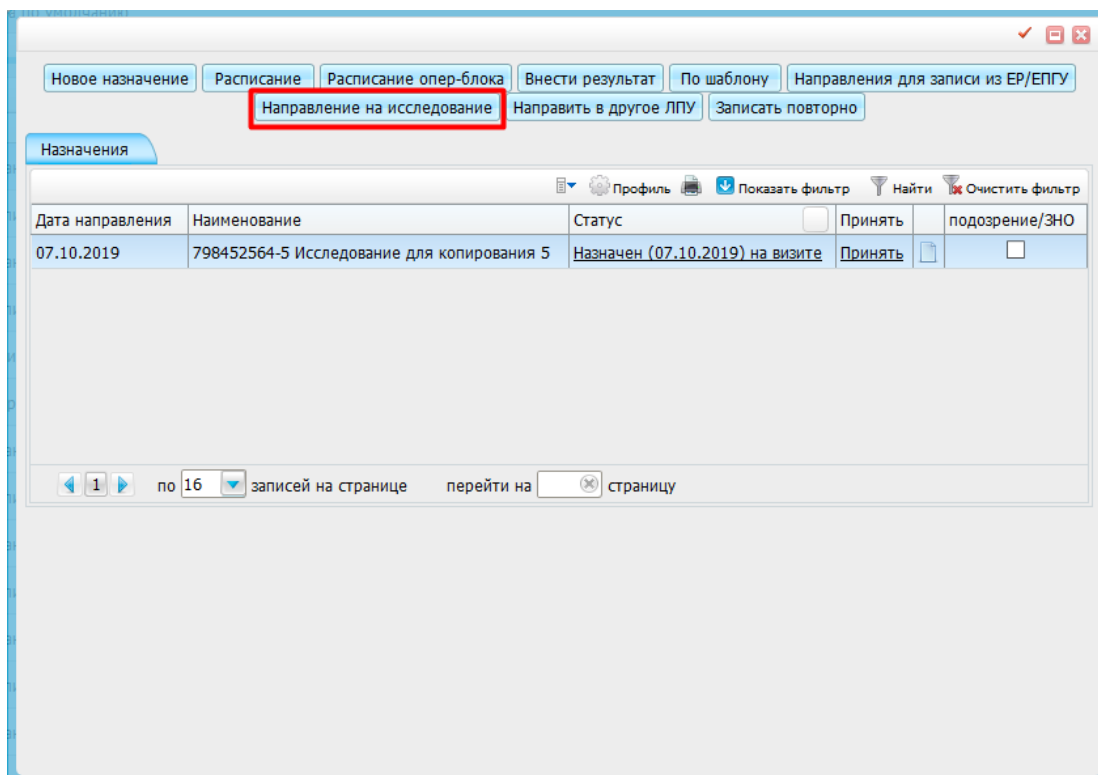 по умолчанию
Новое назначение Расписание Расписание опер-блока Внести результат По шаблону Направления для записи из ЕР/ЕПГУ
Направление на исследование Направить в другое ЛПУ Записать повторно
Назначения
Профиль Показать фильтр Найти Очистить фильтр
Дата направления Наименование Статус Принять подозрение/ЗНО
07.10.2019 798452564-5 Исследование для копирования 5 Назначен (07.10.2019) на визите Принять
1 по 16 записей на странице перейти на страницу